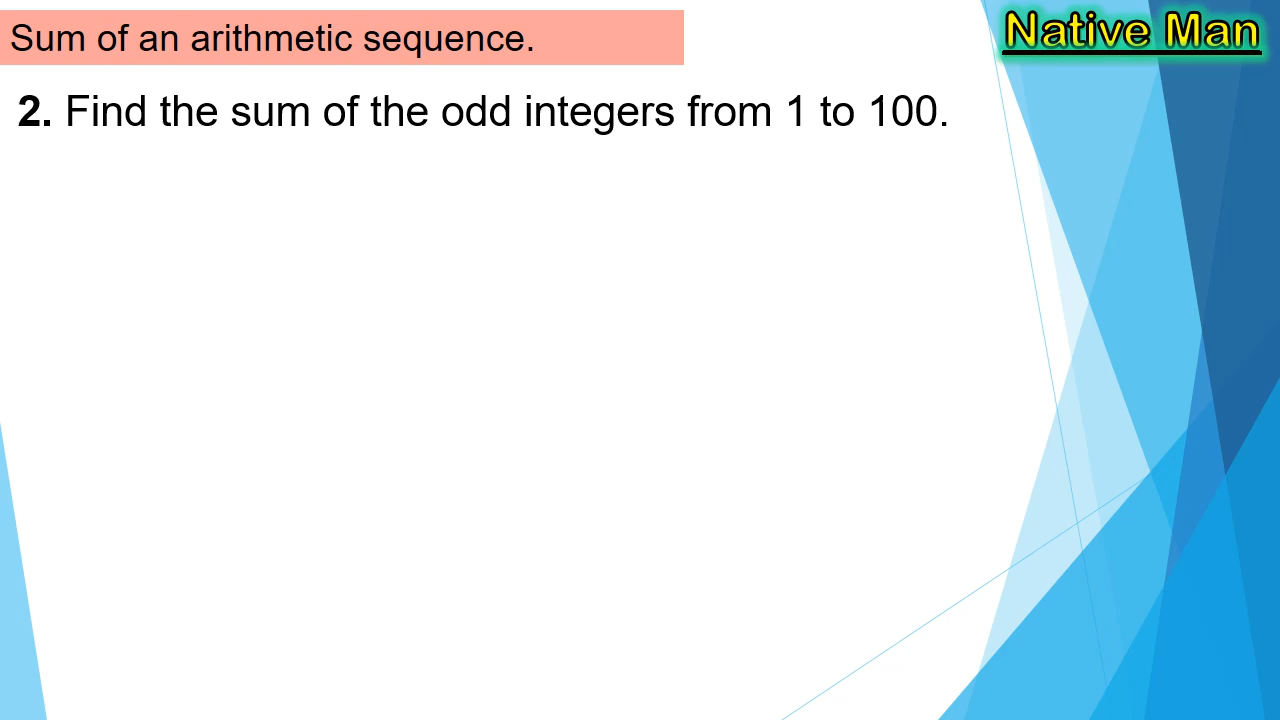 Sum of an arithmetic sequence.
Native Man
2. Find the sum of the odd integers from 1 to 100.